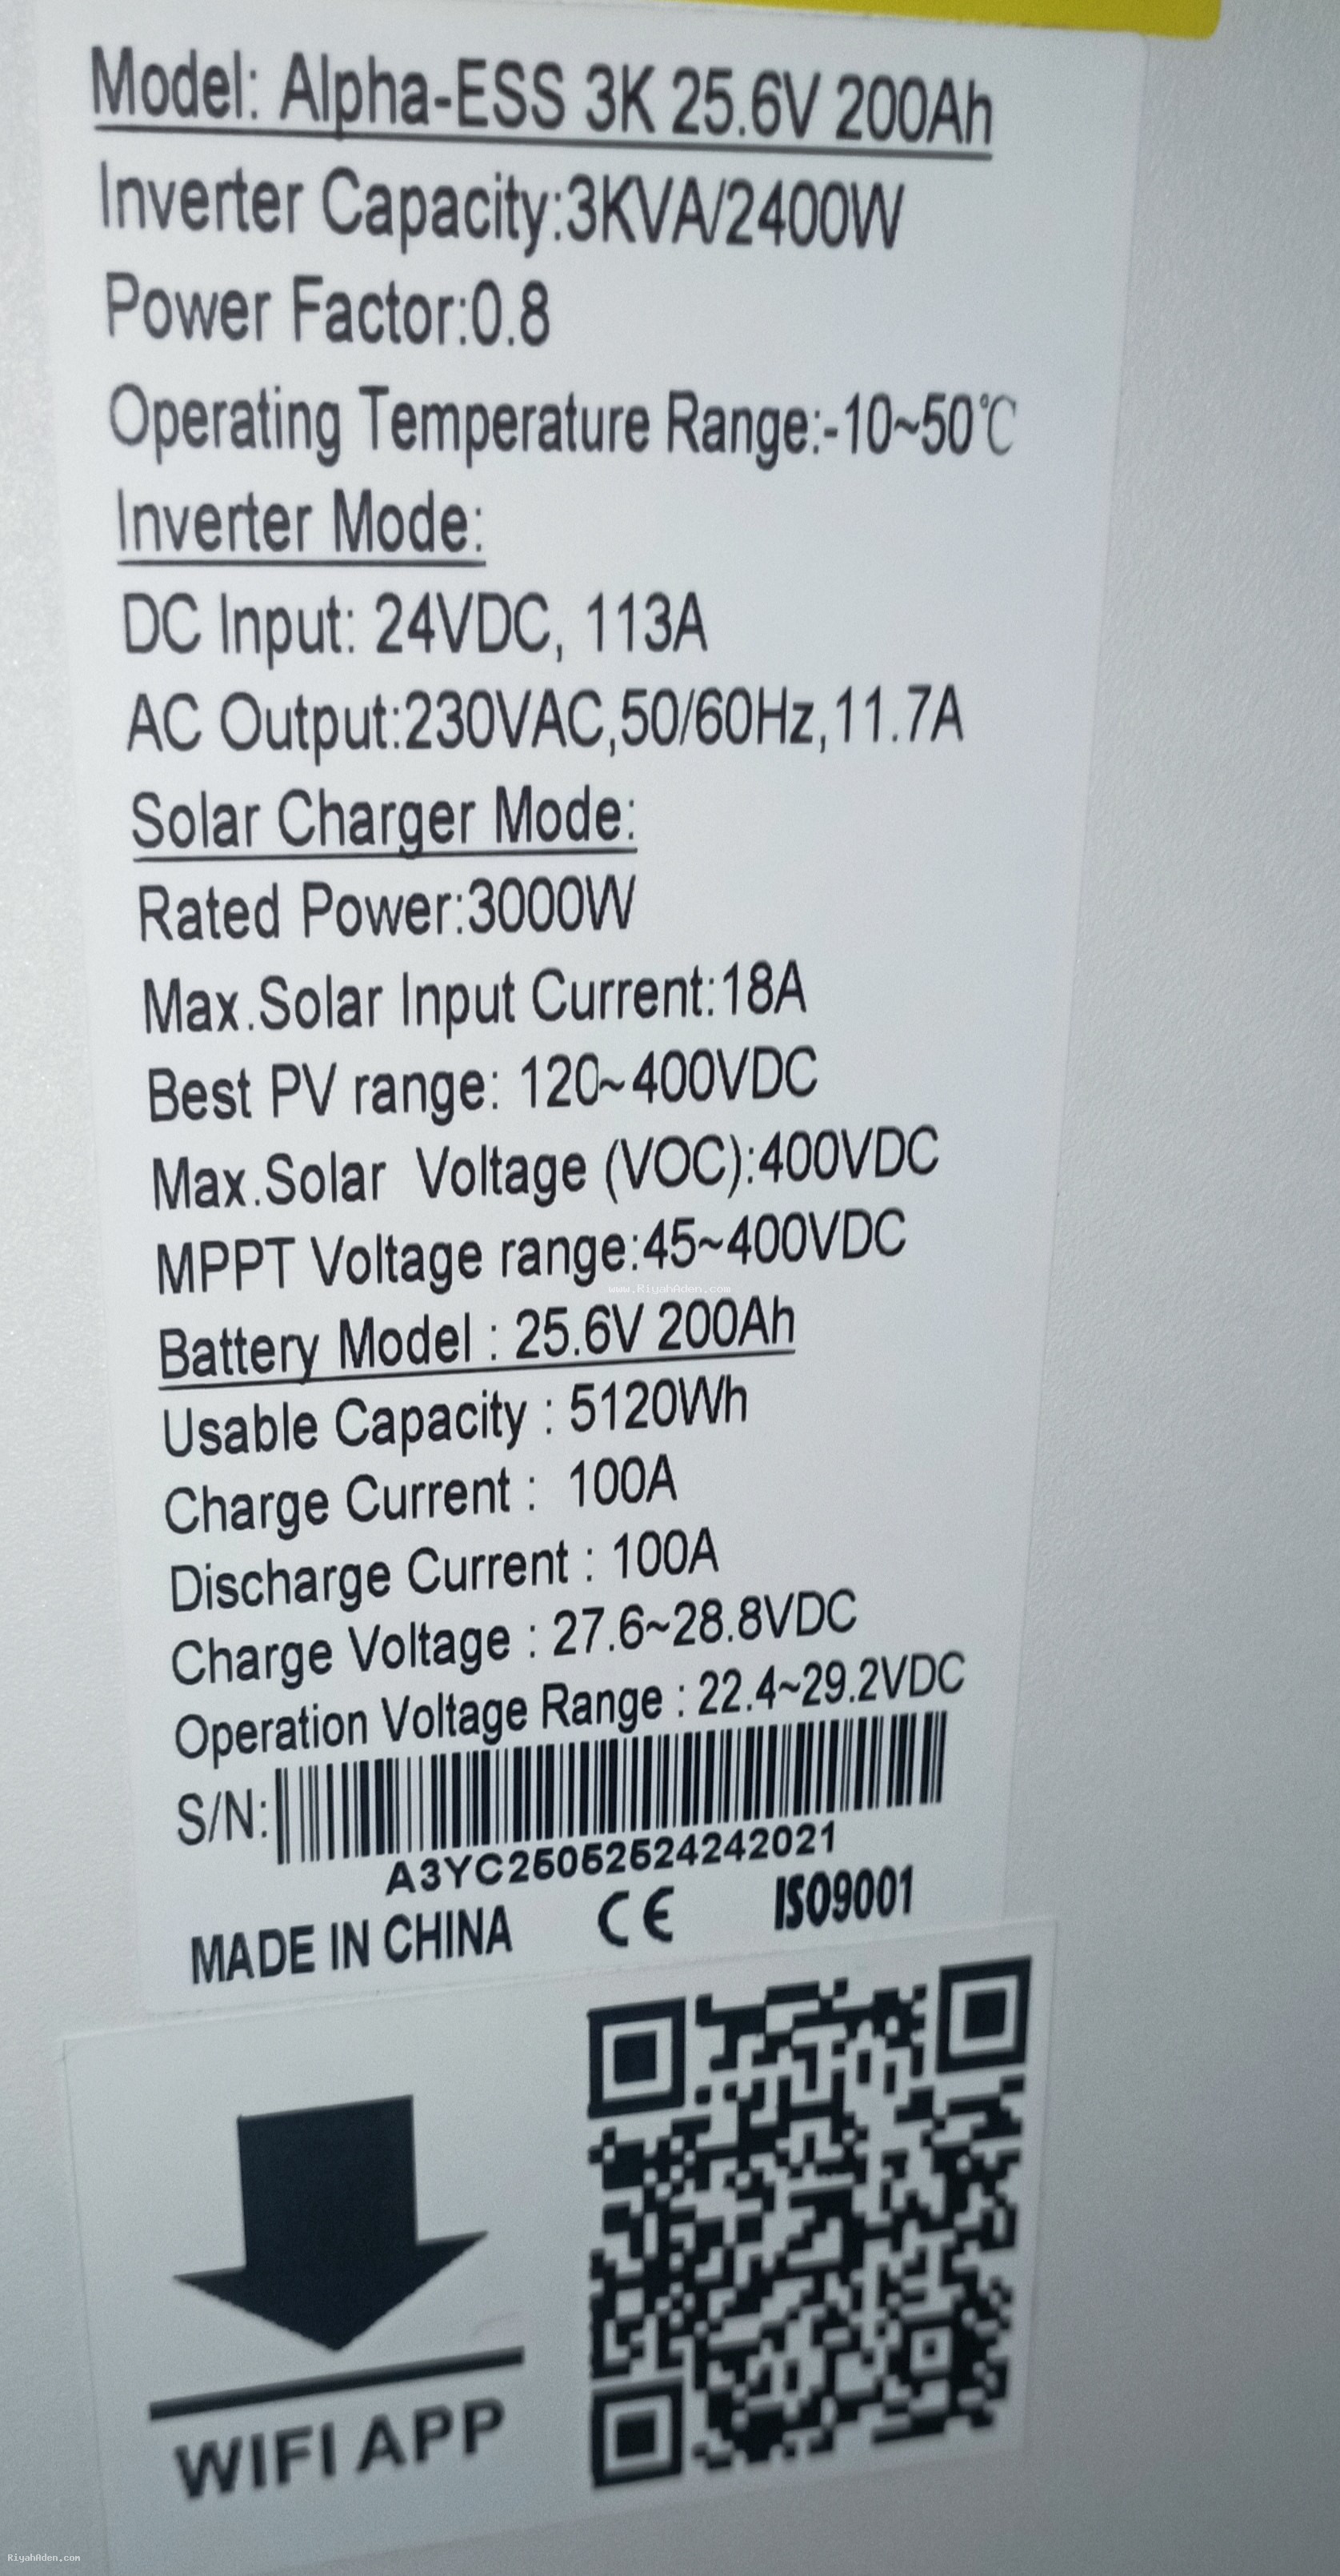 Model: Alpha-ESS 3K 25.6V 200Ah
Inverter Capacity:3KVA/2400W
Power Factor:0.8
Operating Temperature Range:-10~50℃
Inverter Mode:
DC Input: 24VDC, 113A
AC Output:230VAC,50/60Hz,11.7A
Solar Charger Mode:
Rated Power:3000W
Max.Solar Input Current:18A
Best PV range: 120~400VDC
Max.Solar Voltage (VOC):400VDC
MPPT Voltage range:45~400VDC
www.RiyahAden.com
Battery Model : 25.6V 200Ah
Usable Capacity : 5120Wh
Charge Current : 100A
Discharge Current : 100A
Charge Voltage : 27.6~28.8VDC
Operation Voltage Range : 22.4~29.2VDC
S/N:
A3YC25052524242021
MADE IN CHINA CE ISO9001
WIFI APP
RiyahAden.com